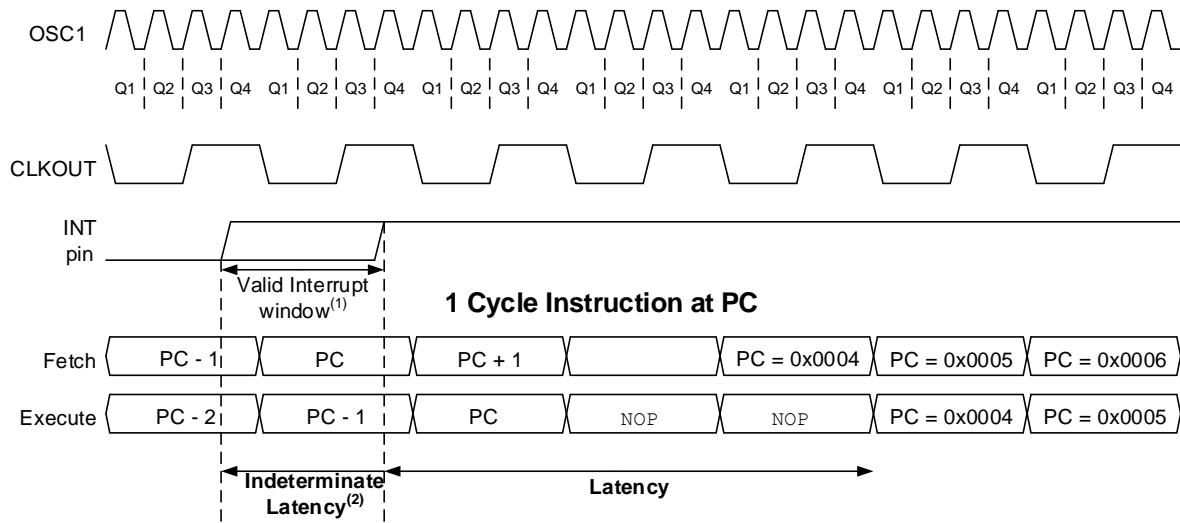 OSC1
Q1 Q2 Q3 Q4 Q1 Q2 Q3 Q4 Q1 Q2 Q3 Q4 Q1 Q2 Q3 Q4 Q1 Q2 Q3 Q4 Q1 Q2 Q3 Q4 Q1 Q2 Q3 Q4
CLKOUT
INT
pin
Valid Interrupt
window(1)
1 Cycle Instruction at PC
Fetch PC - 1 PC PC + 1 PC = 0x0004 PC = 0x0005 PC = 0x0006
Execute PC - 2 PC - 1 PC NOP NOP PC = 0x0004 PC = 0x0005
Indeterminate
Latency(2)
Latency